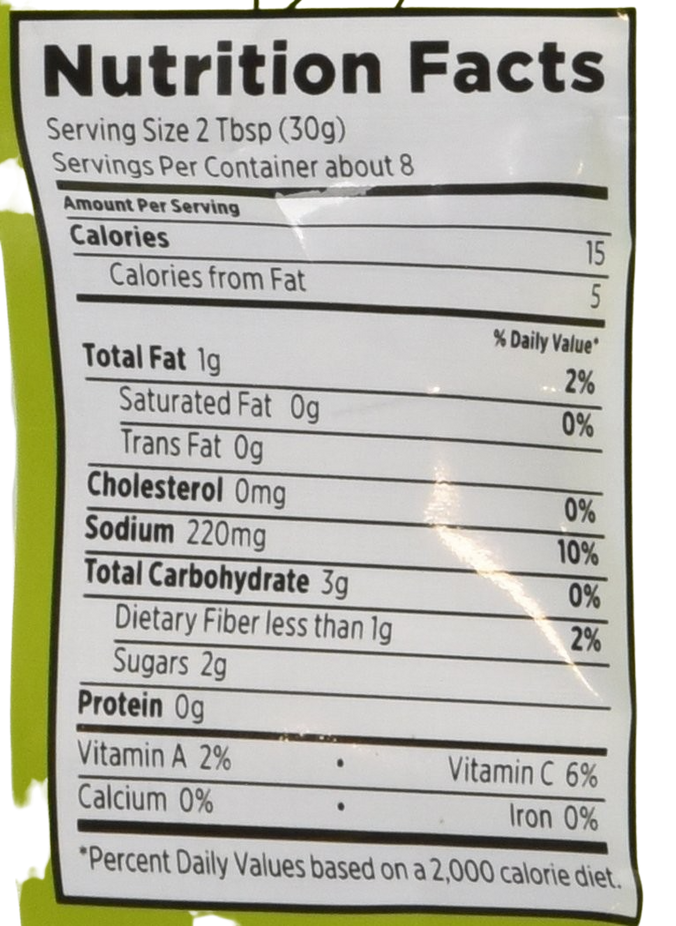 Nutrition Facts
Serving Size 2 Tbsp (30g)
Servings Per Container about 8
Amount Per Serving
Calories 15
Calories from Fat 5
% Daily Value*
Total Fat 1g 2%
Saturated Fat 0g 0%
Trans Fat 0g
Cholesterol 0mg 0%
Sodium 220mg 10%
Total Carbohydrate 3g 0%
Dietary Fiber less than 1g 2%
Sugars 2g
Protein 0g
Vitamin A 2% • Vitamin C 6%
Calcium 0% • Iron 0%
*Percent Daily Values based on a 2,000 calorie diet.